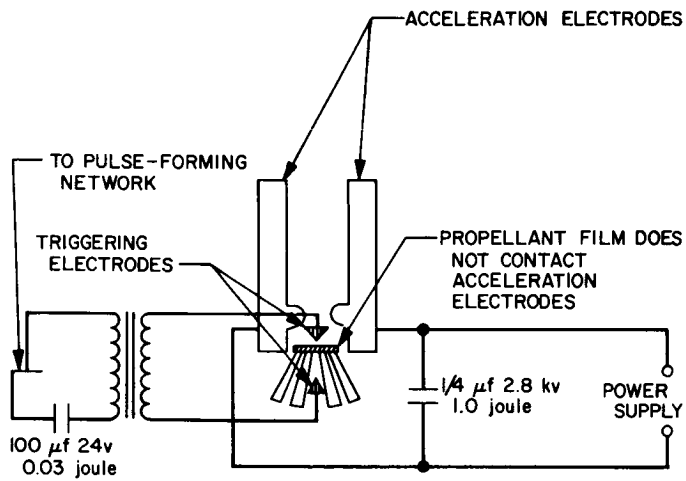 ACCELERATION ELECTRODES
TO PULSE-FORMING
NETWORK
TRIGGERING
ELECTRODES
PROPELLANT FILM DOES
NOT CONTACT
ACCELERATION
ELECTRODES
1/4 µf 2.8 kv
1.0 joule
POWER
SUPPLY
100 µf 24v
0.03 joule